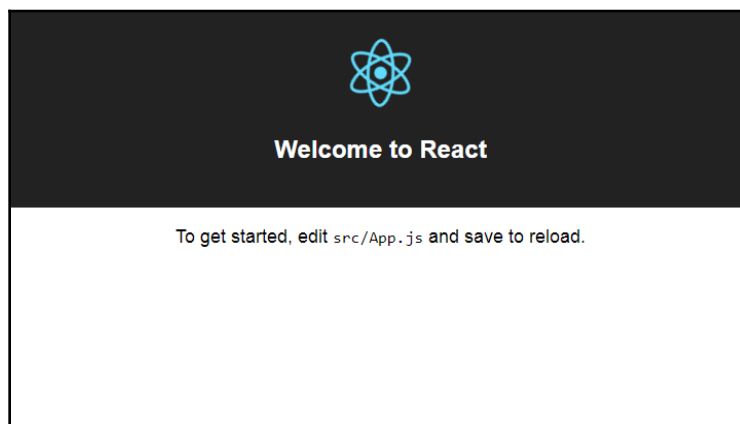 Welcome to React
To get started, edit src/App.js and save to reload.